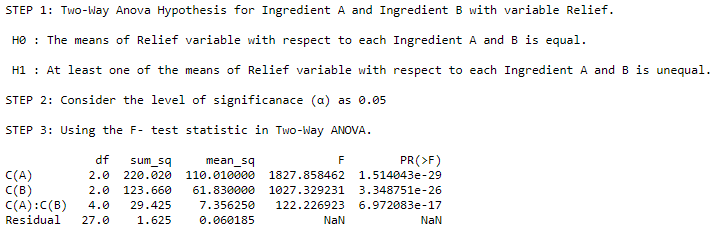 STEP 1: Two-Way Anova Hypothesis for Ingredient A and Ingredient B with variable Relief.
H0 : The means of Relief variable with respect to each Ingredient A and B is equal.
H1 : At least one of the means of Relief variable with respect to each Ingredient A and B is unequal.
STEP 2: Consider the level of significanace (α) as 0.05
STEP 3: Using the F- test statistic in Two-Way ANOVA.
df sum_sq mean_sq F PR(>F)
C(A) 2.0 220.020 110.010000 1827.858462 1.514043e-29
C(B) 2.0 123.660 61.830000 1027.329231 3.348751e-26
C(A):C(B) 4.0 29.425 7.356250 122.226923 6.972083e-17
Residual 27.0 1.625 0.060185 NaN NaN